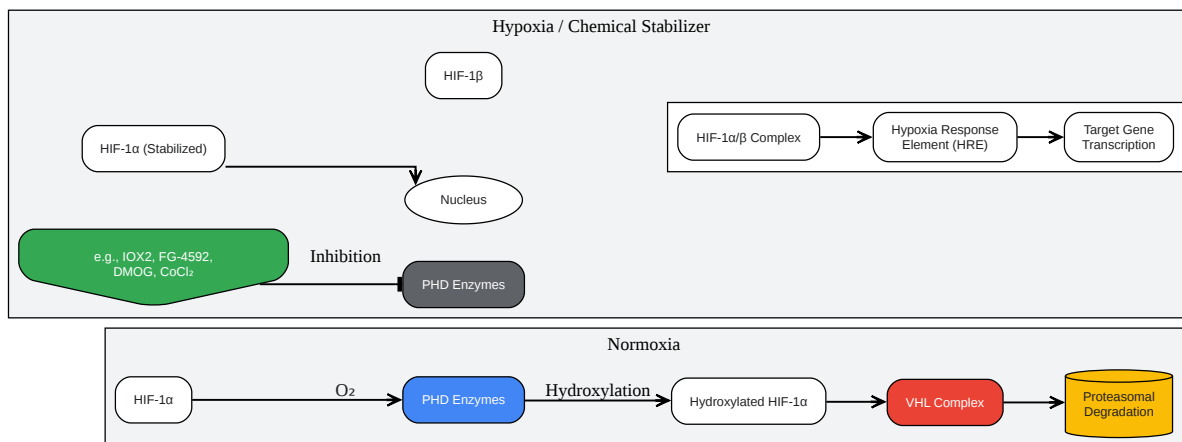 Hypoxia / Chemical Stabilizer
HIF-1β
HIF-1α (Stabilized)
Nucleus
HIF-1α/β Complex
Hypoxia Response
Element (HRE)
Target Gene
Transcription
e.g., IOX2, FG-4592,
DMOG, CoCl₂
Inhibition
PHD Enzymes
Normoxia
HIF-1α
O₂
PHD Enzymes
Hydroxylation
Hydroxylated HIF-1α
VHL Complex
Proteasomal
Degradation